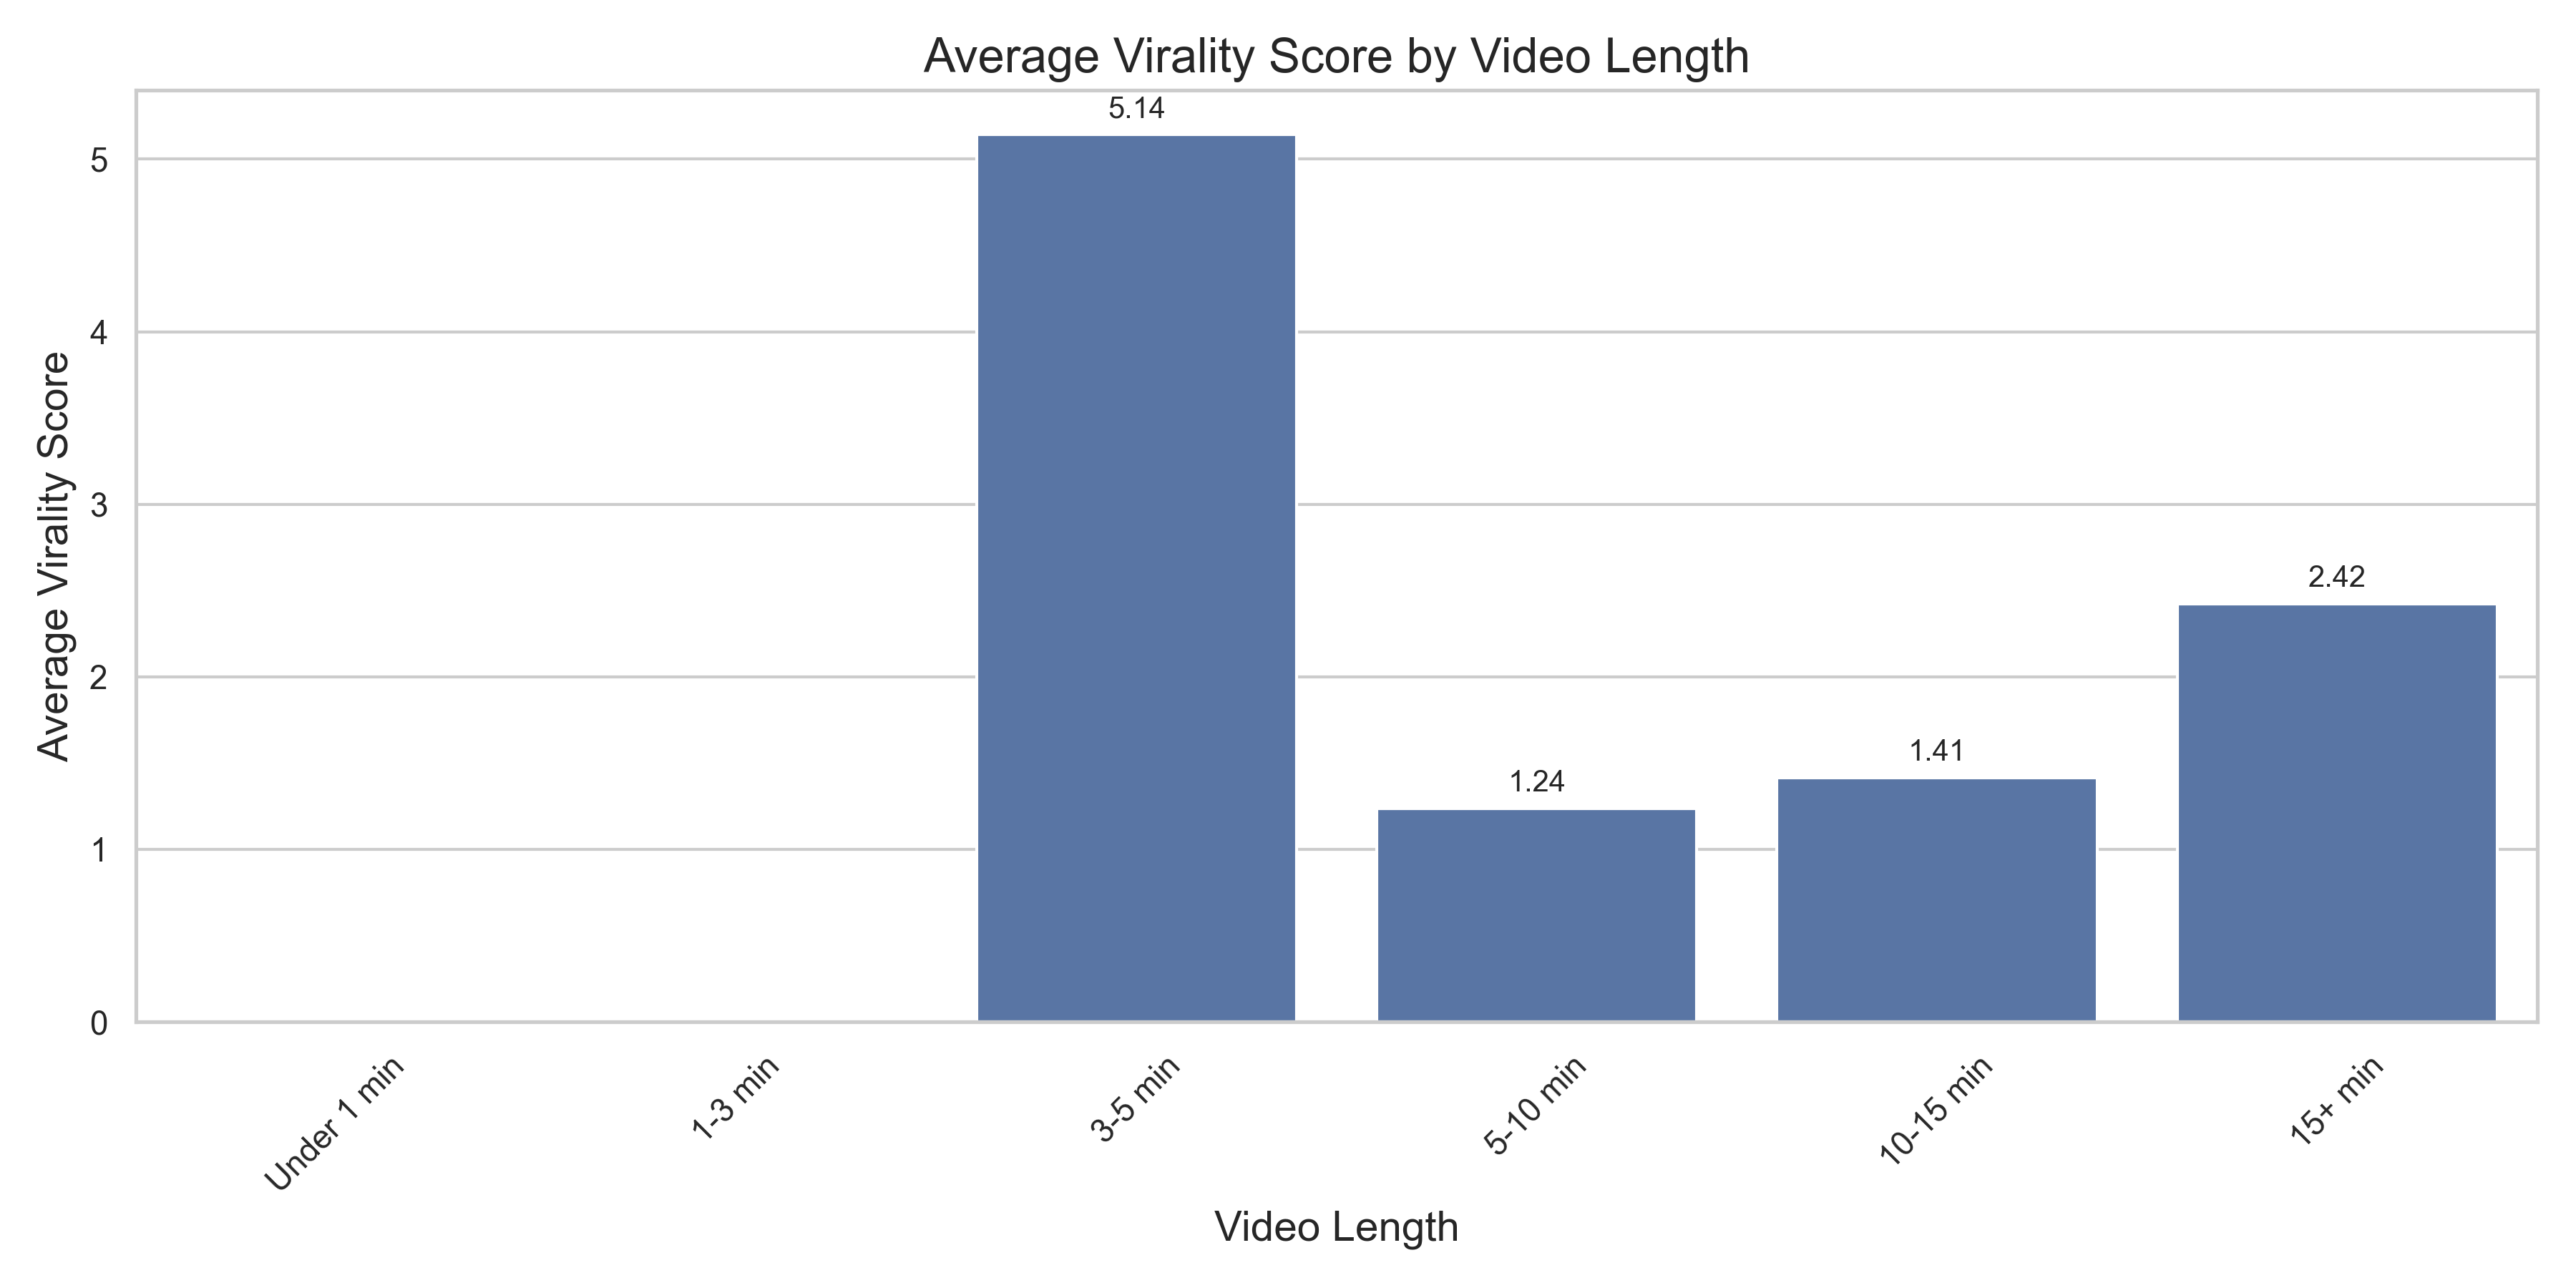 Average Virality Score by Video Length
Average Virality Score
5
4
3
2
1
0
5.14
1.24
1.41
2.42
Under 1 min
1-3 min
3-5 min
5-10 min
10-15 min
15+ min
Video Length